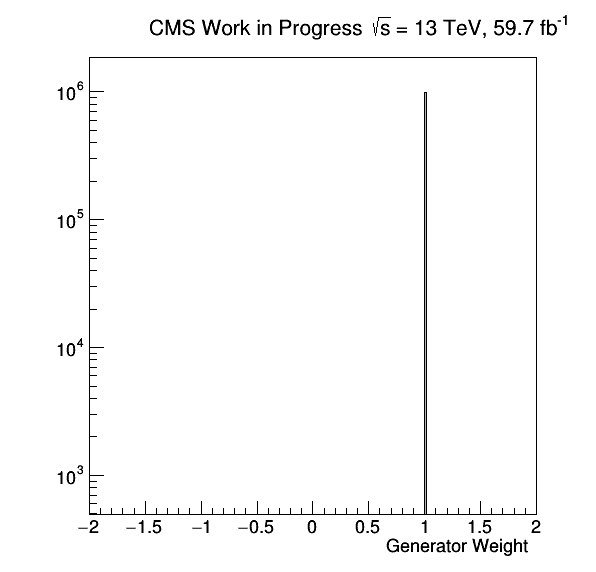 CMS Work in Progress √s = 13 TeV, 59.7 fb⁻¹
10⁶
10⁵
10⁴
10³
−2 −1.5 −1 −0.5 0 0.5 1 1.5 2
Generator Weight